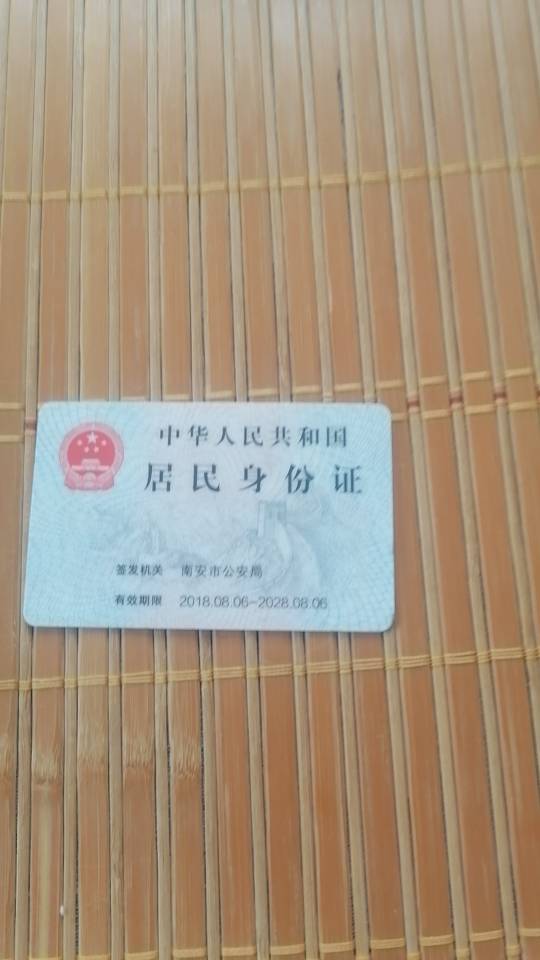 中华人民共和国
居民身份证
签发机关 南安市公安局
有效期限 2018.08.06-2028.08.06